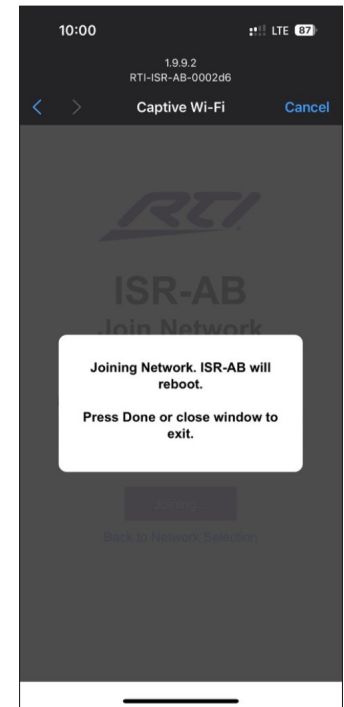 10:00
LTE 87
1.9.9.2
RTI-ISR-AB-0002d6
Captive Wi-Fi
Cancel
RTI
ISR-AB
Join Network
Joining Network. ISR-AB will
reboot.
Press Done or close window to
exit.
Joining...
Back to Network Selection